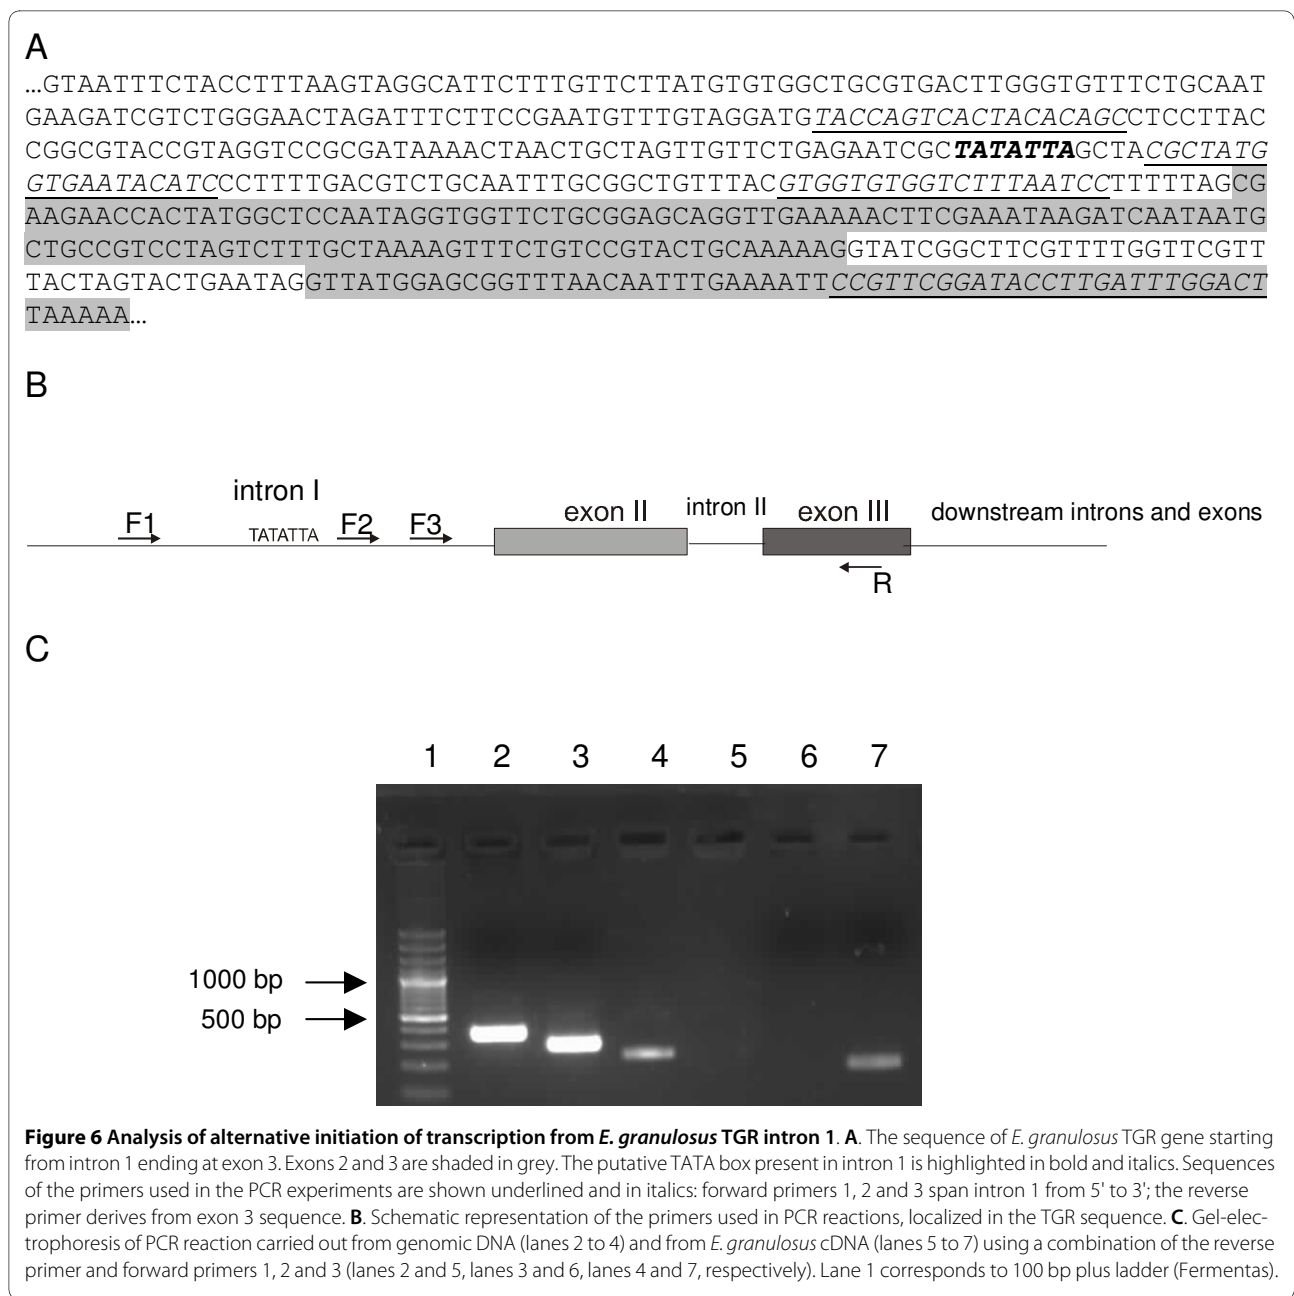 A
...GTAATTTCTACCTTTAAGTAGGCATTCTTTGTTCTTATGTGTGGCTGCGTGACTTGGGTGTTTCTGCAAT
GAAGATCGTCTGGGAACTAGATTTCTTCCGAATGTTTGTAGGATGTACCAGTCACTACACAGCCTCCTTAC
CGGCGTACCGTAGGTCCGCGATAAAACTAACTGCTAGTTGTTCTGAGAATCGCTATATTAGCTACGCTATG
GTGAATACATCCCTTTTGACGTCTGCAATTTGCGGCTGTTTACGTGGTGTGGTCTTTAATCCTTTTTAGCG
AAGAACCACTATGGCTCCAATAGGTGGTTCTGCGGAGCAGGTTGAAAAACTTCGAAATAAGATCAATAATG
CTGCCGTCCTAGTCTTTGCTAAAAGTTTCTGTCCGTACTGCAAAAAGGTATCGGCTTCGTTTTGGTTCGTT
TACTAGTACTGAATAGGTTATGGAGCGGTTTAACAATTTGAAAATTCCGTTCGGATACCTTGATTTGGACT
TAAAAA...
B
intron I
F1
TATATTA
F2
F3
exon II
intron II
exon III
downstream introns and exons
R
C
1 2 3 4 5 6 7
1000 bp
500 bp
Figure 6 Analysis of alternative initiation of transcription from E. granulosus TGR intron 1. A. The sequence of E. granulosus TGR gene starting
from intron 1 ending at exon 3. Exons 2 and 3 are shaded in grey. The putative TATA box present in intron 1 is highlighted in bold and italics. Sequences
of the primers used in the PCR experiments are shown underlined and in italics: forward primers 1, 2 and 3 span intron 1 from 5' to 3'; the reverse
primer derives from exon 3 sequence. B. Schematic representation of the primers used in PCR reactions, localized in the TGR sequence. C. Gel-elec-
trophoresis of PCR reaction carried out from genomic DNA (lanes 2 to 4) and from E. granulosus cDNA (lanes 5 to 7) using a combination of the reverse
primer and forward primers 1, 2 and 3 (lanes 2 and 5, lanes 3 and 6, lanes 4 and 7, respectively). Lane 1 corresponds to 100 bp plus ladder (Fermentas).